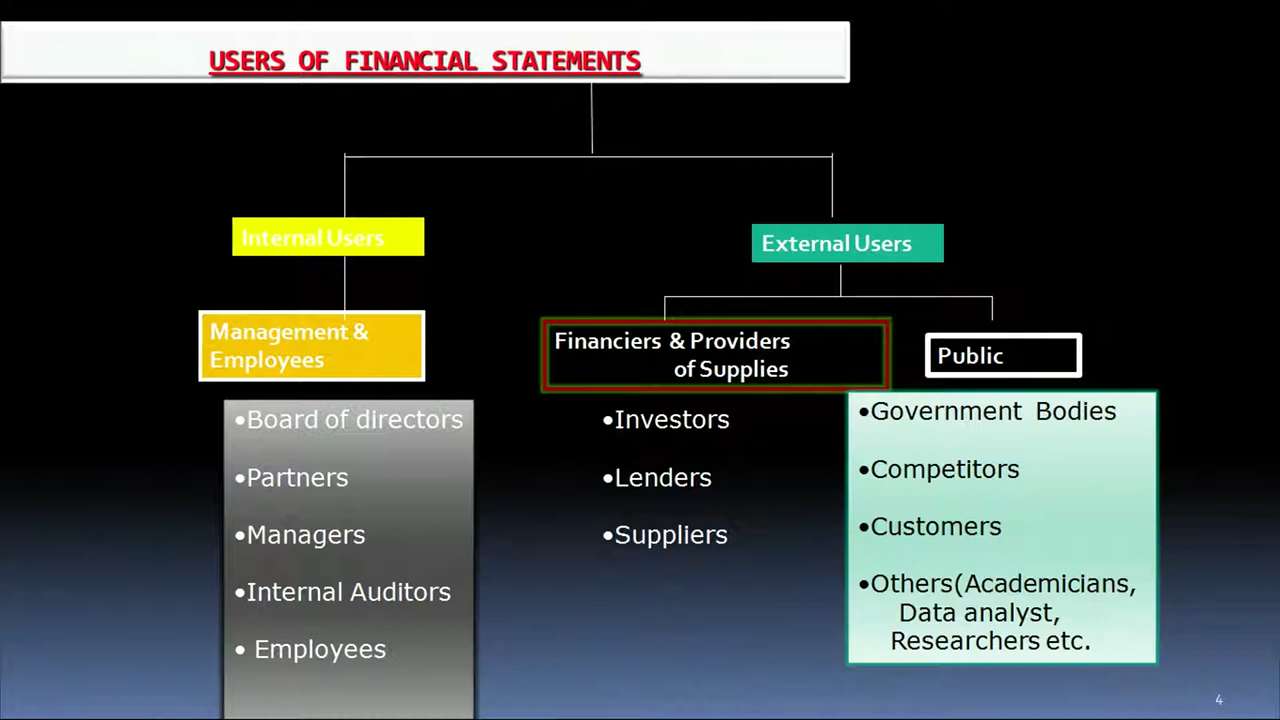 USERS OF FINANCIAL STATEMENTS
Internal Users
External Users
Management &
Employees
Financiers & Providers
of Supplies
Public
•Board of directors
•Partners
•Managers
•Internal Auditors
• Employees
•Investors
•Lenders
•Suppliers
•Government Bodies
•Competitors
•Customers
•Others(Academicians,
Data analyst,
Researchers etc.
4